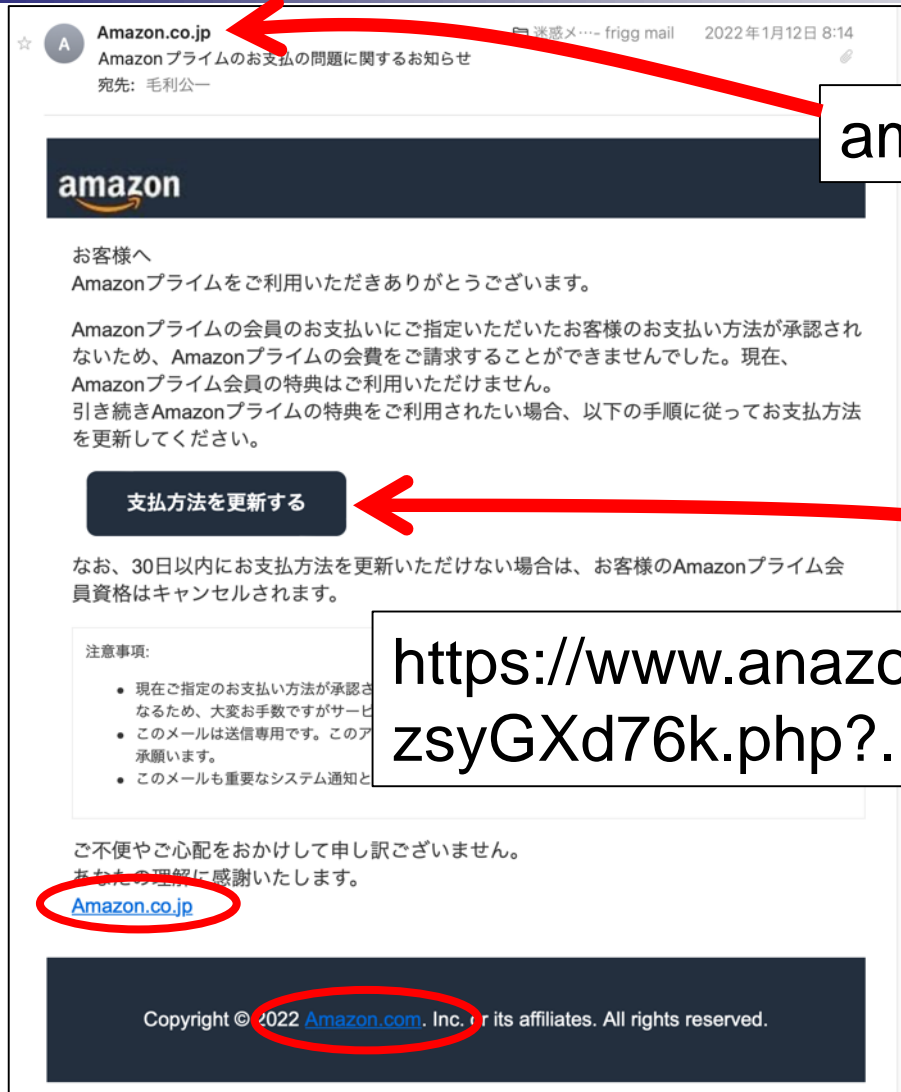 A
Amazon.co.jp
迷惑メ…- frigg mail 2022年1月12日 8:14
Amazonプライムのお支払の問題に関するお知らせ
宛先: 毛利公一
amazon
お客様へ
Amazonプライムをご利用いただきありがとうございます。
Amazonプライムの会員のお支払いにご指定いただいたお客様のお支払い方法が承認され
ないため、Amazonプライムの会費をご請求することができませんでした。現在、
Amazonプライム会員の特典はご利用いただけません。
引き続きAmazonプライムの特典をご利用されたい場合、以下の手順に従ってお支払方法
を更新してください。
支払方法を更新する
なお、30日以内にお支払方法を更新いただけない場合は、お客様のAmazonプライム会
員資格はキャンセルされます。
注意事項:
● 現在ご指定のお支払い方法が承認さ
なるため、大変お手数ですがサービ
● このメールは送信専用です。このア
承願います。
● このメールも重要なシステム通知と
https://www.anazo
zsyGXd76k.php?.
ご不便やご心配をおかけして申し訳ございません。
あなたの理解に感謝いたします。
Amazon.co.jp
Copyright © 2022 Amazon.com. Inc. or its affiliates. All rights reserved.